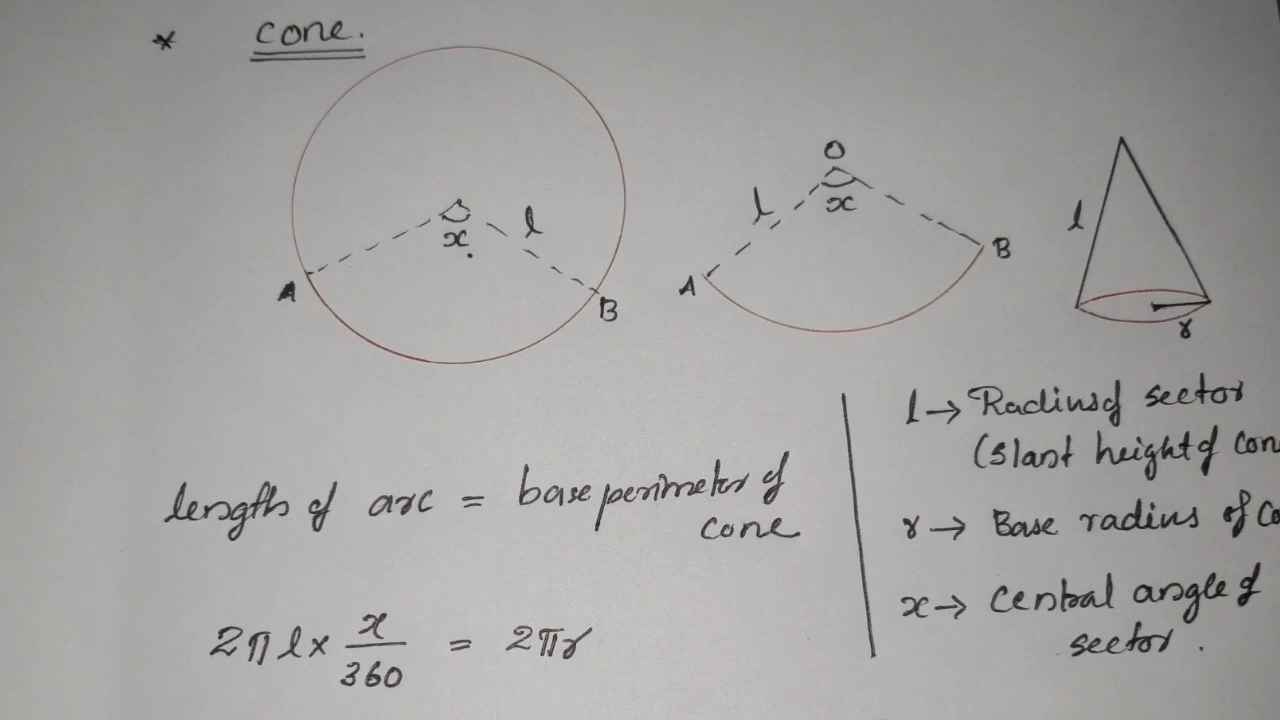 * cone.
A
x
l
B
O
l
x
A
B
l
r
length of arc = base perimeter of
cone
2πl × x/360 = 2πr
l → Radius of sector
(slant height of con
r → Base radius of co
x → Central angle of
sector.